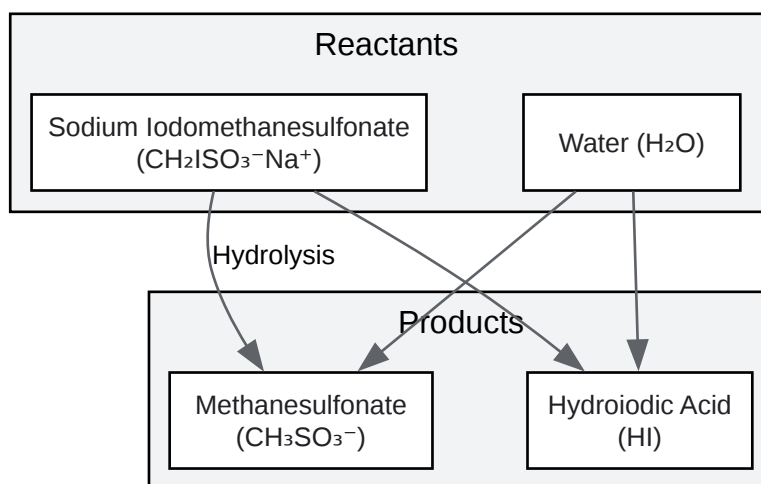 Reactants
Sodium Iodomethanesulfonate
(CH₂ISO₃⁻Na⁺)
Water (H₂O)
Hydrolysis
Products
Methanesulfonate
(CH₃SO₃⁻)
Hydroiodic Acid
(HI)